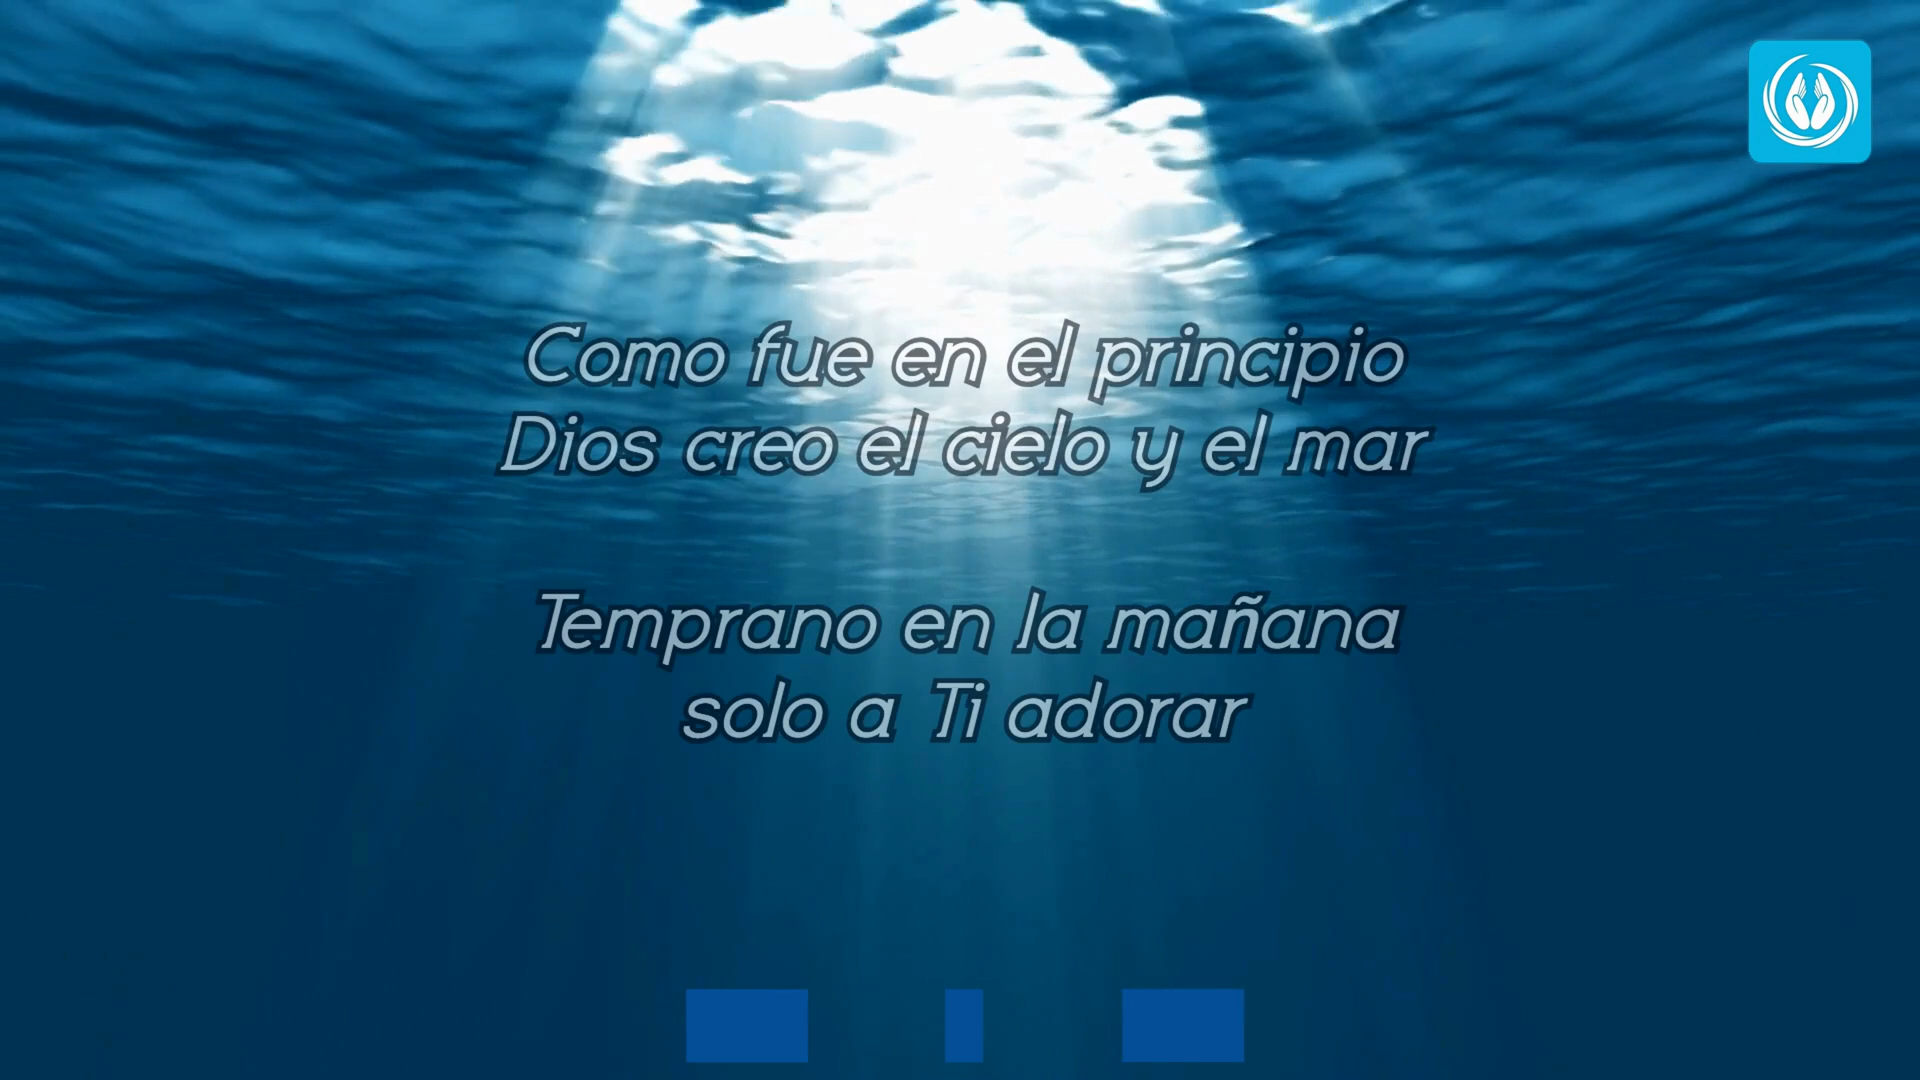 Como fue en el principio
Dios creo el cielo y el mar
Temprano en la mañana
solo a Ti adorar